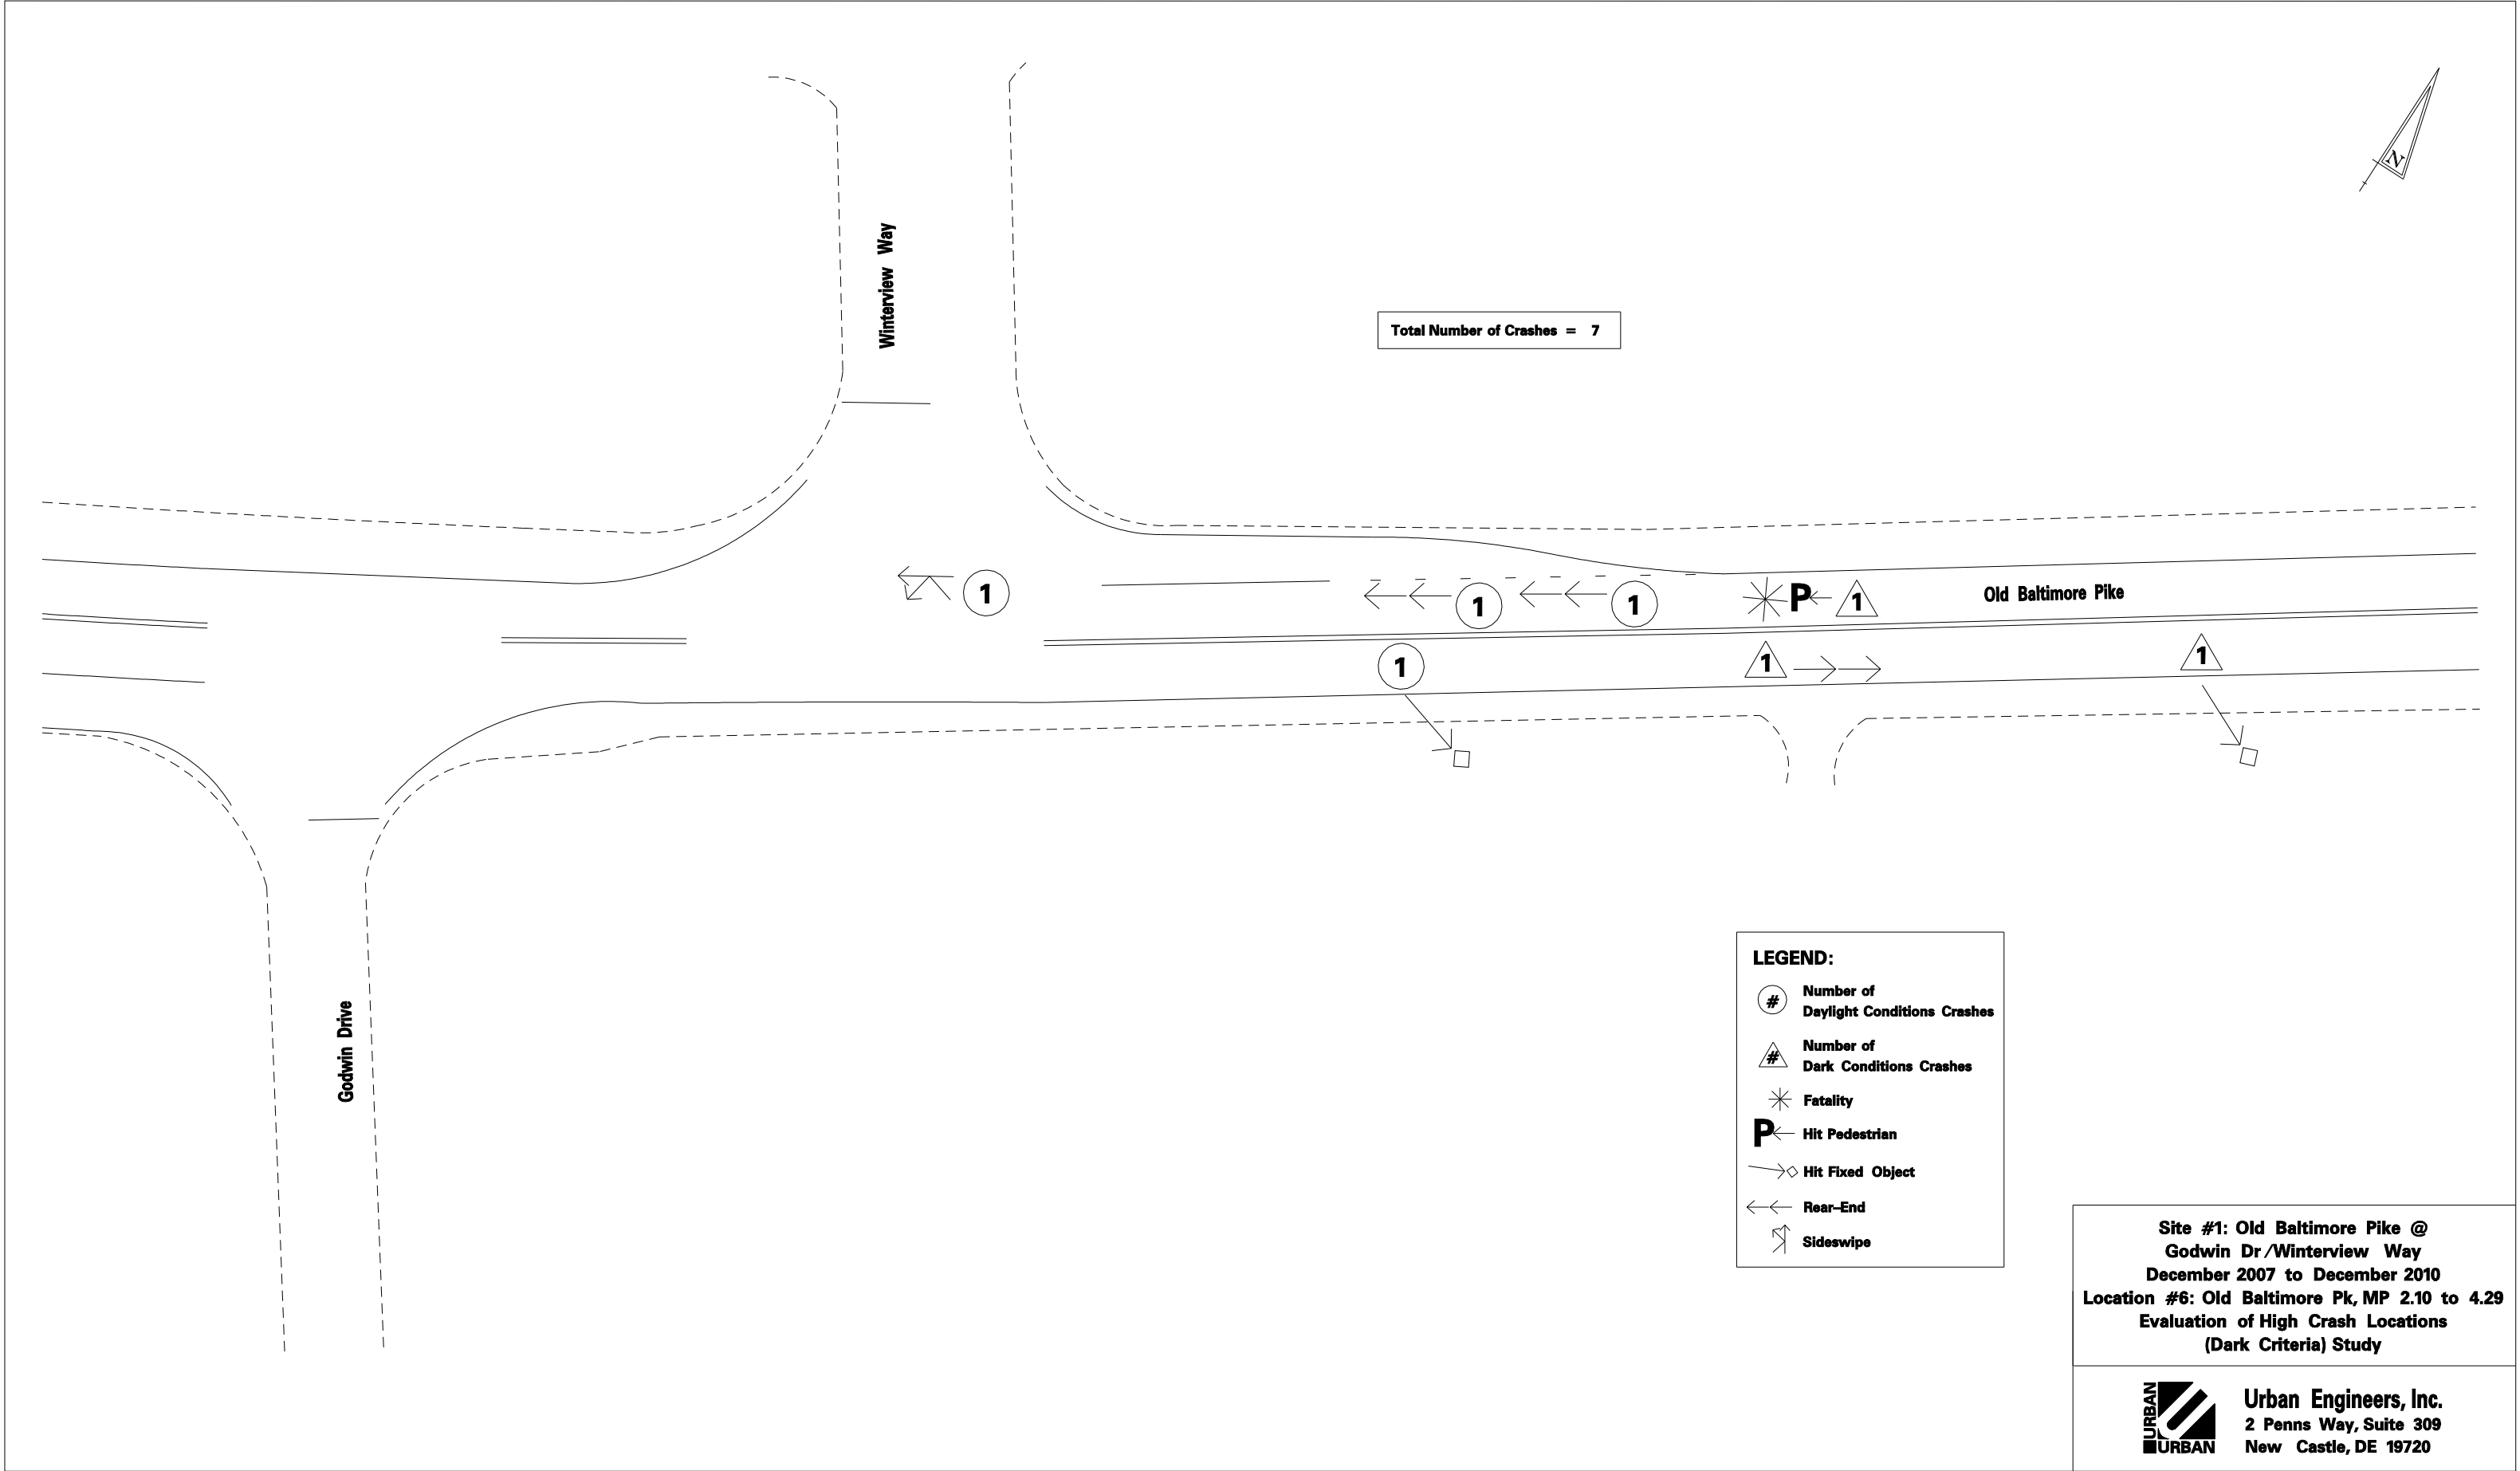 N
Winterview Way
Total Number of Crashes = 7
1
1
1
P
1
Old Baltimore Pike
1
1
1
Godwin Drive
LEGEND:
#
Number of
Daylight Conditions Crashes
#
Number of
Dark Conditions Crashes
Fatality
P
Hit Pedestrian
Hit Fixed Object
Rear-End
Sideswipe
Site #1: Old Baltimore Pike @
Godwin Dr/Winterview Way
December 2007 to December 2010
Location #6: Old Baltimore Pk, MP 2.10 to 4.29
Evaluation of High Crash Locations
(Dark Criteria) Study
URBAN
URBAN
Urban Engineers, Inc.
2 Penns Way, Suite 309
New Castle, DE 19720